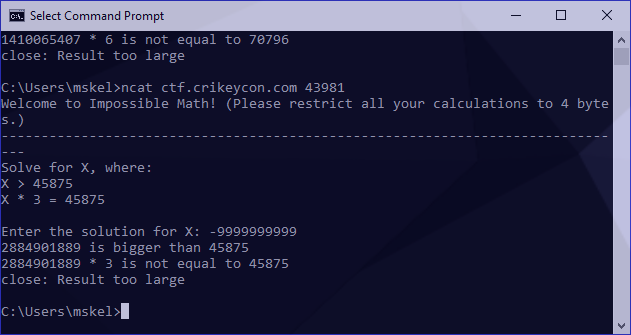 Select Command Prompt
1410065407 * 6 is not equal to 70796
close: Result too large
C:\Users\mskel>ncat ctf.crikeycon.com 43981
Welcome to Impossible Math! (Please restrict all your calculations to 4 byte
s.)
----------------------------------------------------------------------------
---
Solve for X, where:
X > 45875
X * 3 = 45875
Enter the solution for X: -9999999999
2884901889 is bigger than 45875
2884901889 * 3 is not equal to 45875
close: Result too large
C:\Users\mskel>